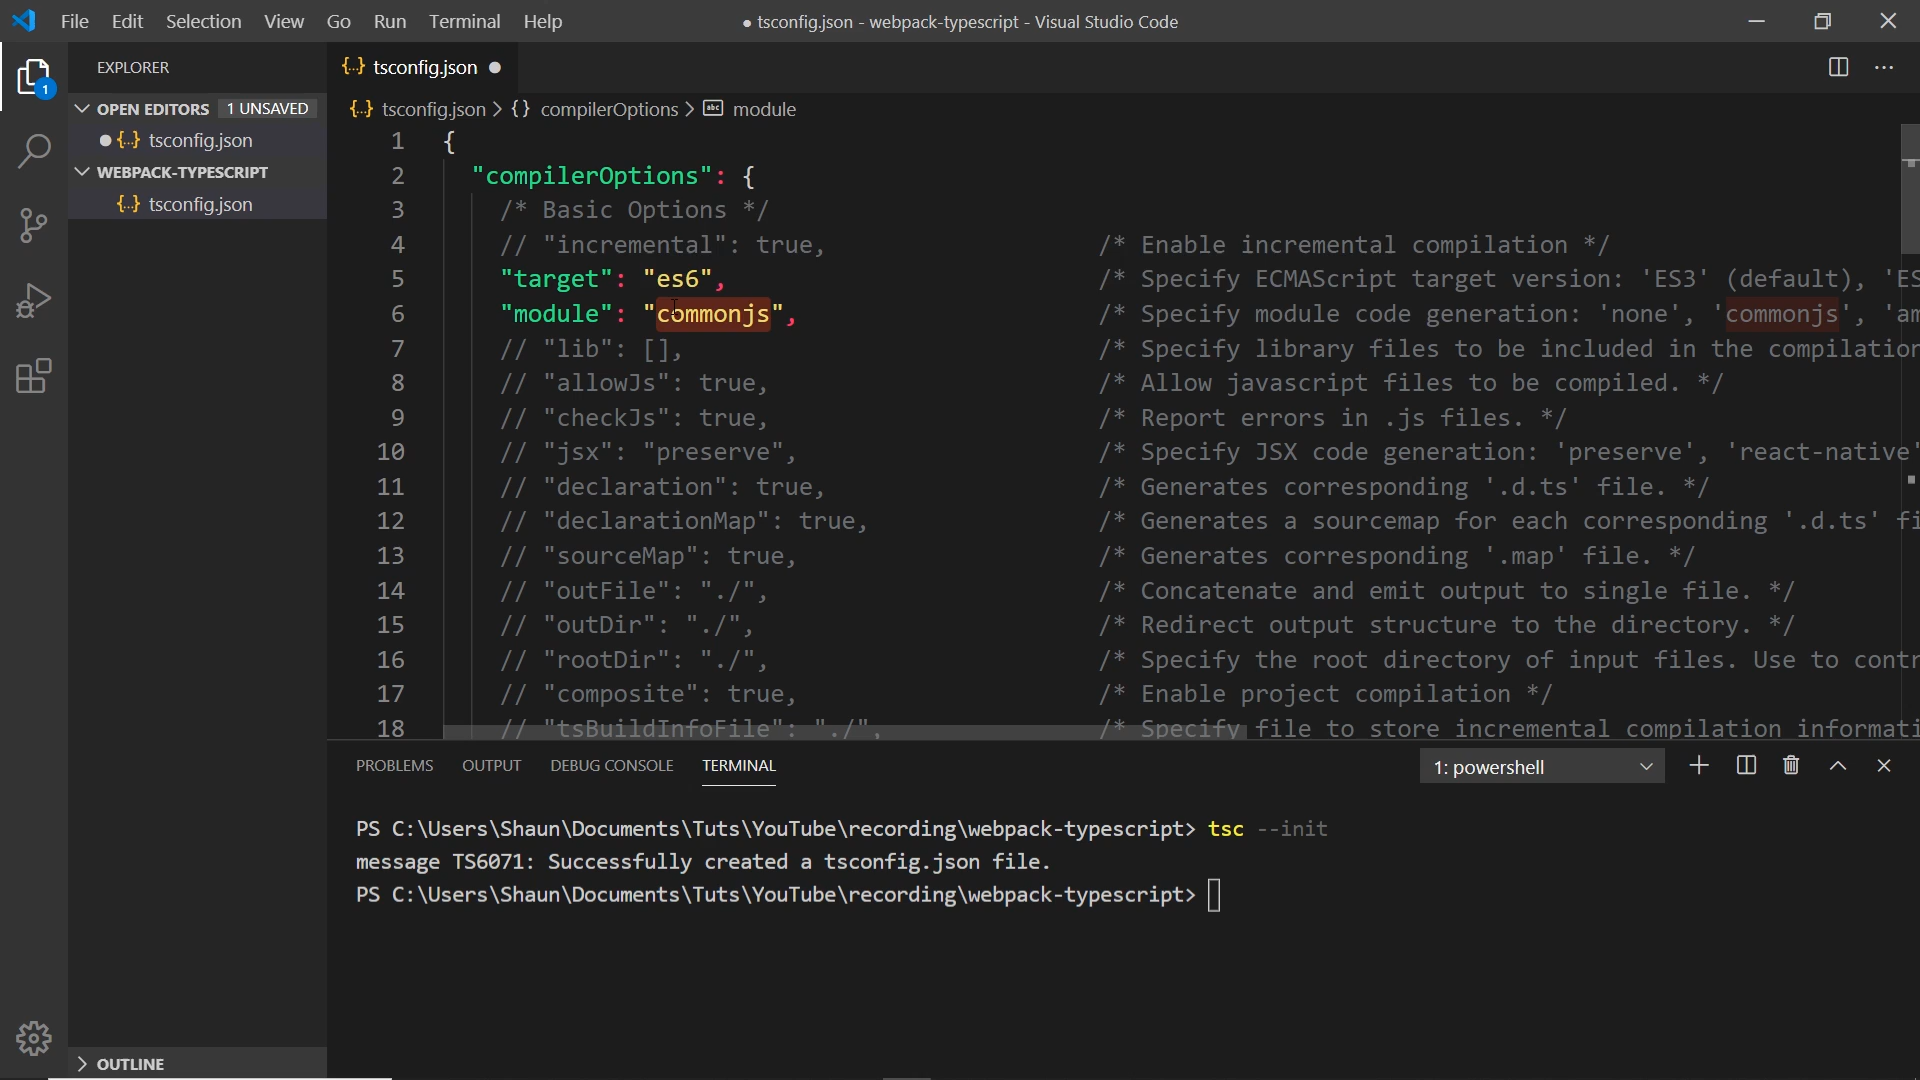 File Edit Selection View Go Run Terminal Help
● tsconfig.json - webpack-typescript - Visual Studio Code
EXPLORER
OPEN EDITORS 1 UNSAVED
{..} tsconfig.json
WEBPACK-TYPESCRIPT
{..} tsconfig.json
OUTLINE
1
{..} tsconfig.json ●
{..} tsconfig.json > {} compilerOptions > abc module
1 {
2 "compilerOptions": {
3 /* Basic Options */
4 // "incremental": true, /* Enable incremental compilation */
5 "target": "es6", /* Specify ECMAScript target version: 'ES3' (default), 'ES
6 "module": "commonjs", /* Specify module code generation: 'none', 'commonjs', 'am
7 // "lib": [], /* Specify library files to be included in the compilation
8 // "allowJs": true, /* Allow javascript files to be compiled. */
9 // "checkJs": true, /* Report errors in .js files. */
10 // "jsx": "preserve", /* Specify JSX code generation: 'preserve', 'react-native'
11 // "declaration": true, /* Generates corresponding '.d.ts' file. */
12 // "declarationMap": true, /* Generates a sourcemap for each corresponding '.d.ts' fi
13 // "sourceMap": true, /* Generates corresponding '.map' file. */
14 // "outFile": "./", /* Concatenate and emit output to single file. */
15 // "outDir": "./", /* Redirect output structure to the directory. */
16 // "rootDir": "./", /* Specify the root directory of input files. Use to contr
17 // "composite": true, /* Enable project compilation */
18 // "tsBuildInfoFile": "./", /* Specify file to store incremental compilation informati
PROBLEMS OUTPUT DEBUG CONSOLE TERMINAL 1: powershell
PS C:\Users\Shaun\Documents\Tuts\YouTube\recording\webpack-typescript> tsc --init
message TS6071: Successfully created a tsconfig.json file.
PS C:\Users\Shaun\Documents\Tuts\YouTube\recording\webpack-typescript>